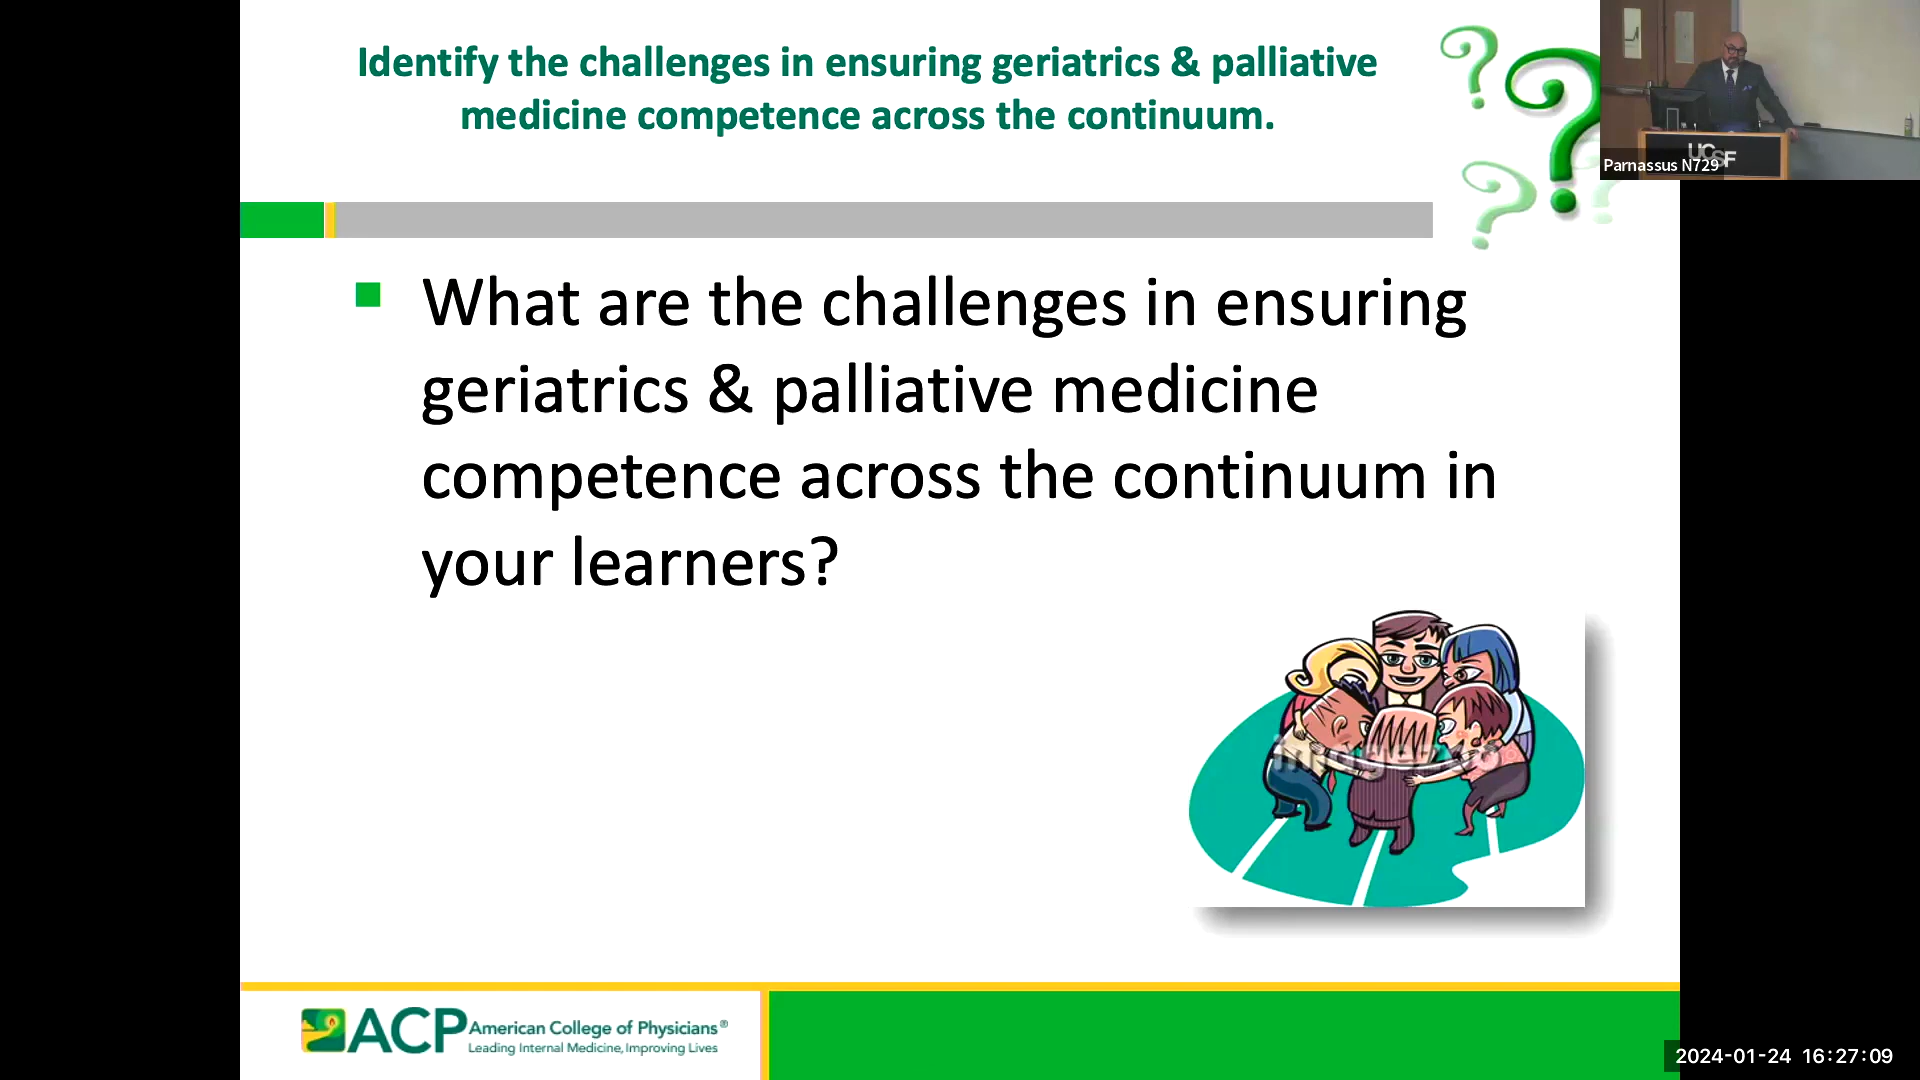 Identify the challenges in ensuring geriatrics & palliative
medicine competence across the continuum.
What are the challenges in ensuring
geriatrics & palliative medicine
competence across the continuum in
your learners?
UCSF
Parnassus N729
imagezoo
ACP American College of Physicians®
Leading Internal Medicine, Improving Lives
2024-01-24 16:27:09